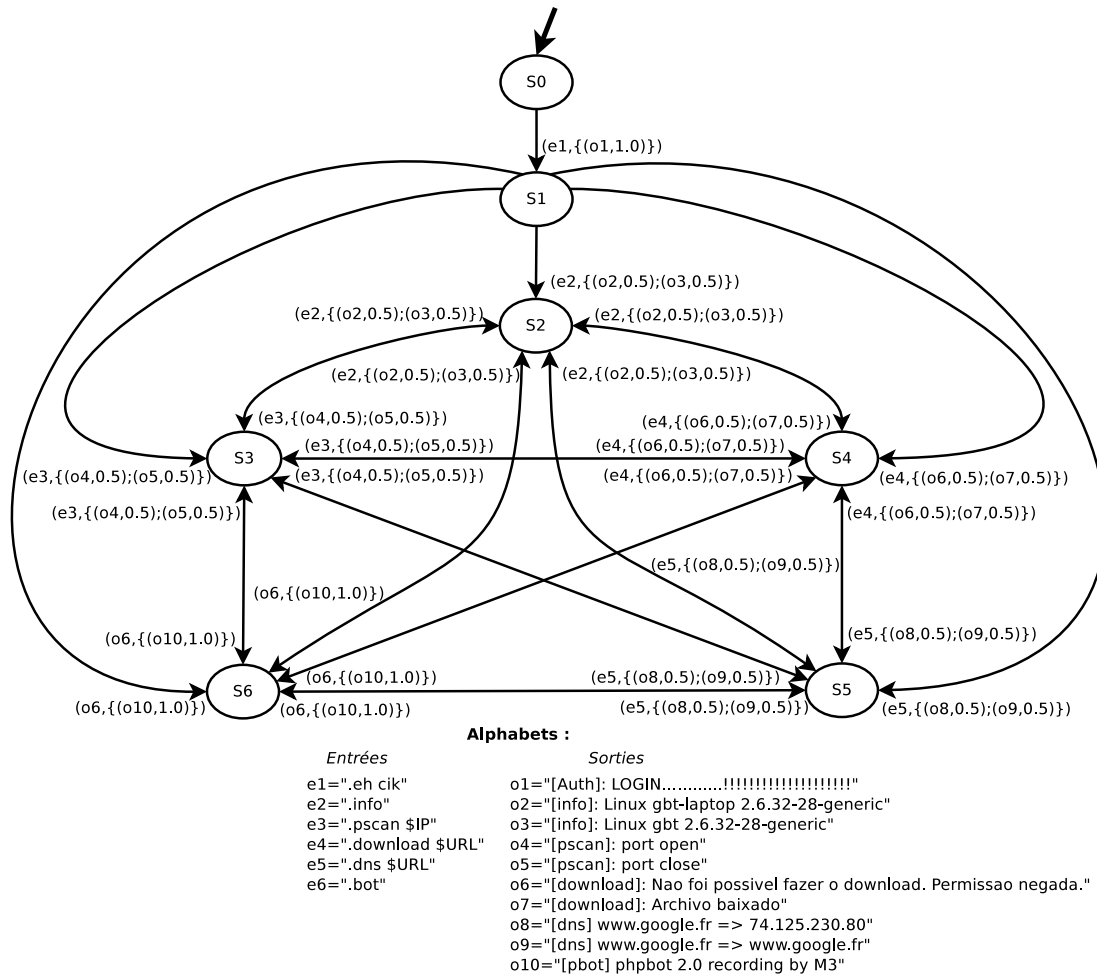 S0
(e1,{(o1,1.0)})
S1
(e2,{(o2,0.5);(o3,0.5)})
(e2,{(o2,0.5);(o3,0.5)})
(e2,{(o2,0.5);(o3,0.5)})
S2
(e2,{(o2,0.5);(o3,0.5)})
(e2,{(o2,0.5);(o3,0.5)})
(e3,{(o4,0.5);(o5,0.5)})
(e4,{(o6,0.5);(o7,0.5)})
(e3,{(o4,0.5);(o5,0.5)})
(e4,{(o6,0.5);(o7,0.5)})
S3
S4
(e3,{(o4,0.5);(o5,0.5)})
(e3,{(o4,0.5);(o5,0.5)})
(e4,{(o6,0.5);(o7,0.5)})
(e4,{(o6,0.5);(o7,0.5)})
(e3,{(o4,0.5);(o5,0.5)})
(e4,{(o6,0.5);(o7,0.5)})
(e5,{(o8,0.5);(o9,0.5)})
(o6,{(o10,1.0)})
(o6,{(o10,1.0)})
(e5,{(o8,0.5);(o9,0.5)})
(o6,{(o10,1.0)})
(e5,{(o8,0.5);(o9,0.5)})
S6
S5
(o6,{(o10,1.0)})
(o6,{(o10,1.0)})
(e5,{(o8,0.5);(o9,0.5)})
(e5,{(o8,0.5);(o9,0.5)})
Alphabets :
Entrées
e1=".eh cik"
e2=".info"
e3=".pscan $IP"
e4=".download $URL"
e5=".dns $URL"
e6=".bot"
Sorties
o1="[Auth]: LOGIN............!!!!!!!!!!!!!!!!!!!!"
o2="[info]: Linux gbt-laptop 2.6.32-28-generic"
o3="[info]: Linux gbt 2.6.32-28-generic"
o4="[pscan]: port open"
o5="[pscan]: port close"
o6="[download]: Nao foi possivel fazer o download. Permissao negada."
o7="[download]: Archivo baixado"
o8="[dns] www.google.fr => 74.125.230.80"
o9="[dns] www.google.fr => www.google.fr"
o10="[pbot] phpbot 2.0 recording by M3"